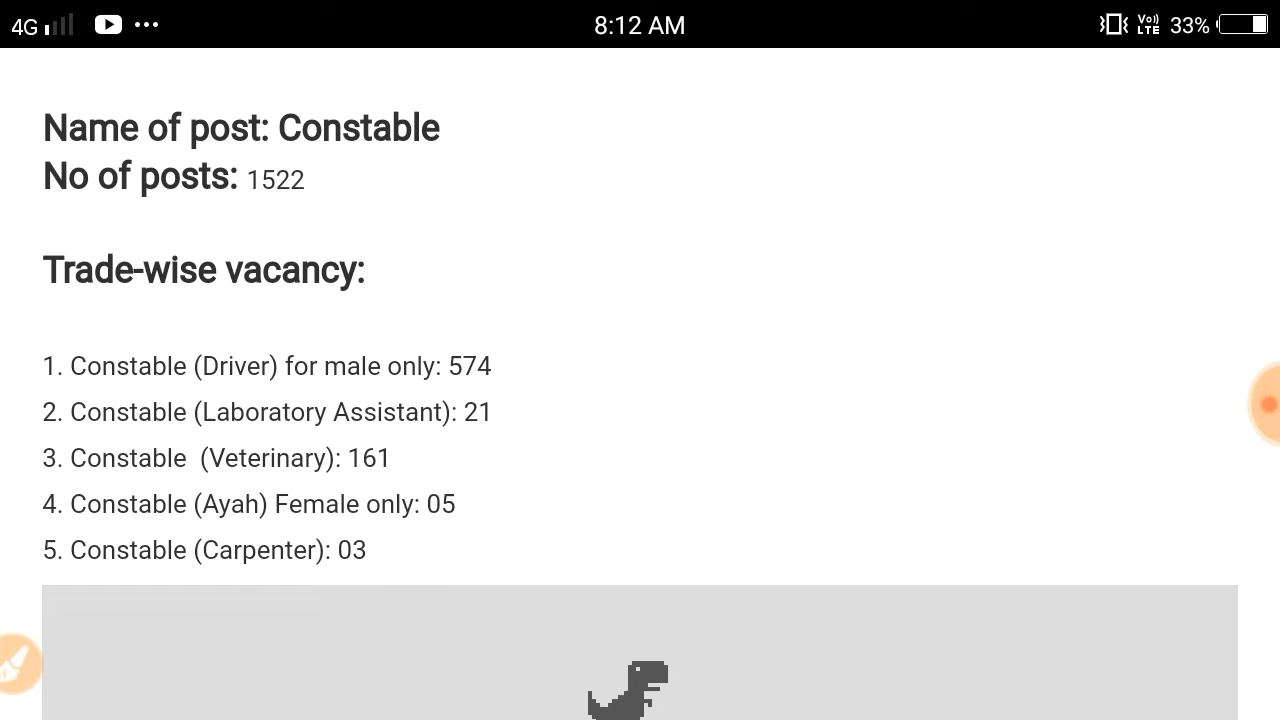 4G 8:12 AM Vo)) LTE 33%
Name of post: Constable
No of posts: 1522
Trade-wise vacancy:
1. Constable (Driver) for male only: 574
2. Constable (Laboratory Assistant): 21
3. Constable  (Veterinary): 161
4. Constable (Ayah) Female only: 05
5. Constable (Carpenter): 03